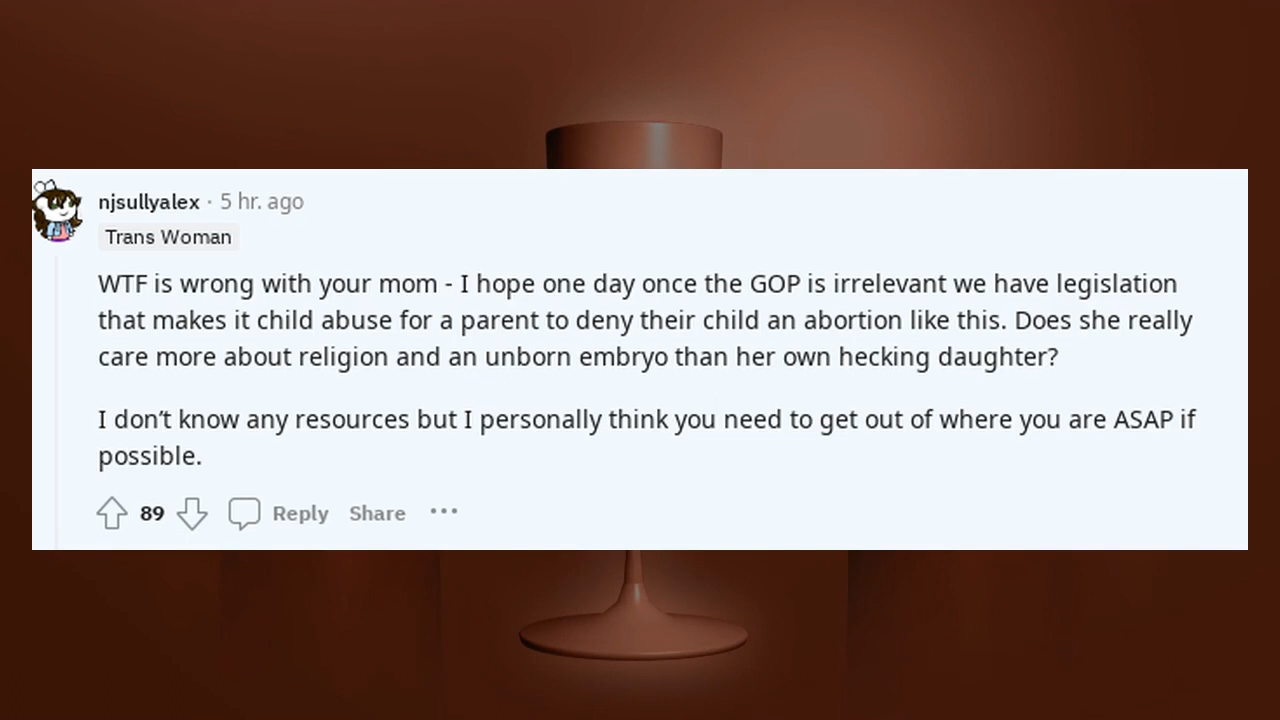 njsullyalex · 5 hr. ago
Trans Woman
WTF is wrong with your mom - I hope one day once the GOP is irrelevant we have legislation
that makes it child abuse for a parent to deny their child an abortion like this. Does she really
care more about religion and an unborn embryo than her own hecking daughter?
I don’t know any resources but I personally think you need to get out of where you are ASAP if
possible.
89 Reply Share ···